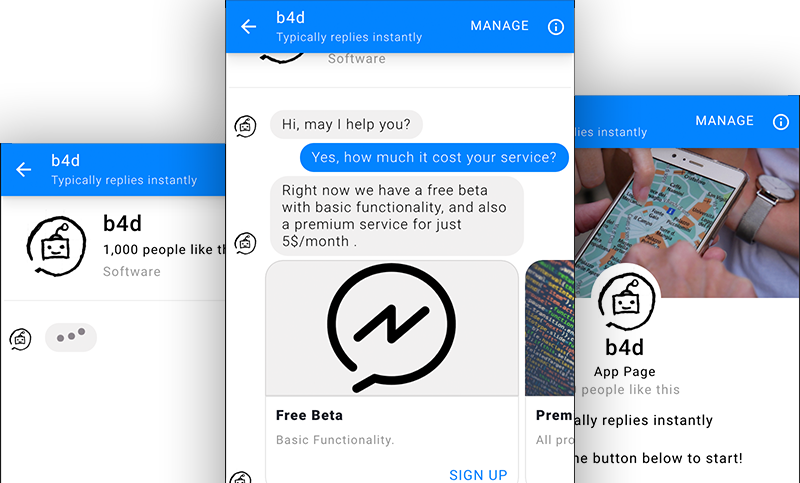 b4d
Typically replies instantly
b4d
1,000 people like
Software
b4d
Typically replies instantly
MANAGE
Software
Hi, may I help you?
Yes, how much it cost your service?
Right now we have a free beta
with basic functionality, and also
a premium service for just
5$/month .
Free Beta
Basic Functionality.
SIGN UP
Prem
All pro
MANAGE
lies instantly
b4d
App Page
people like this
ally replies instantly
button below to start!